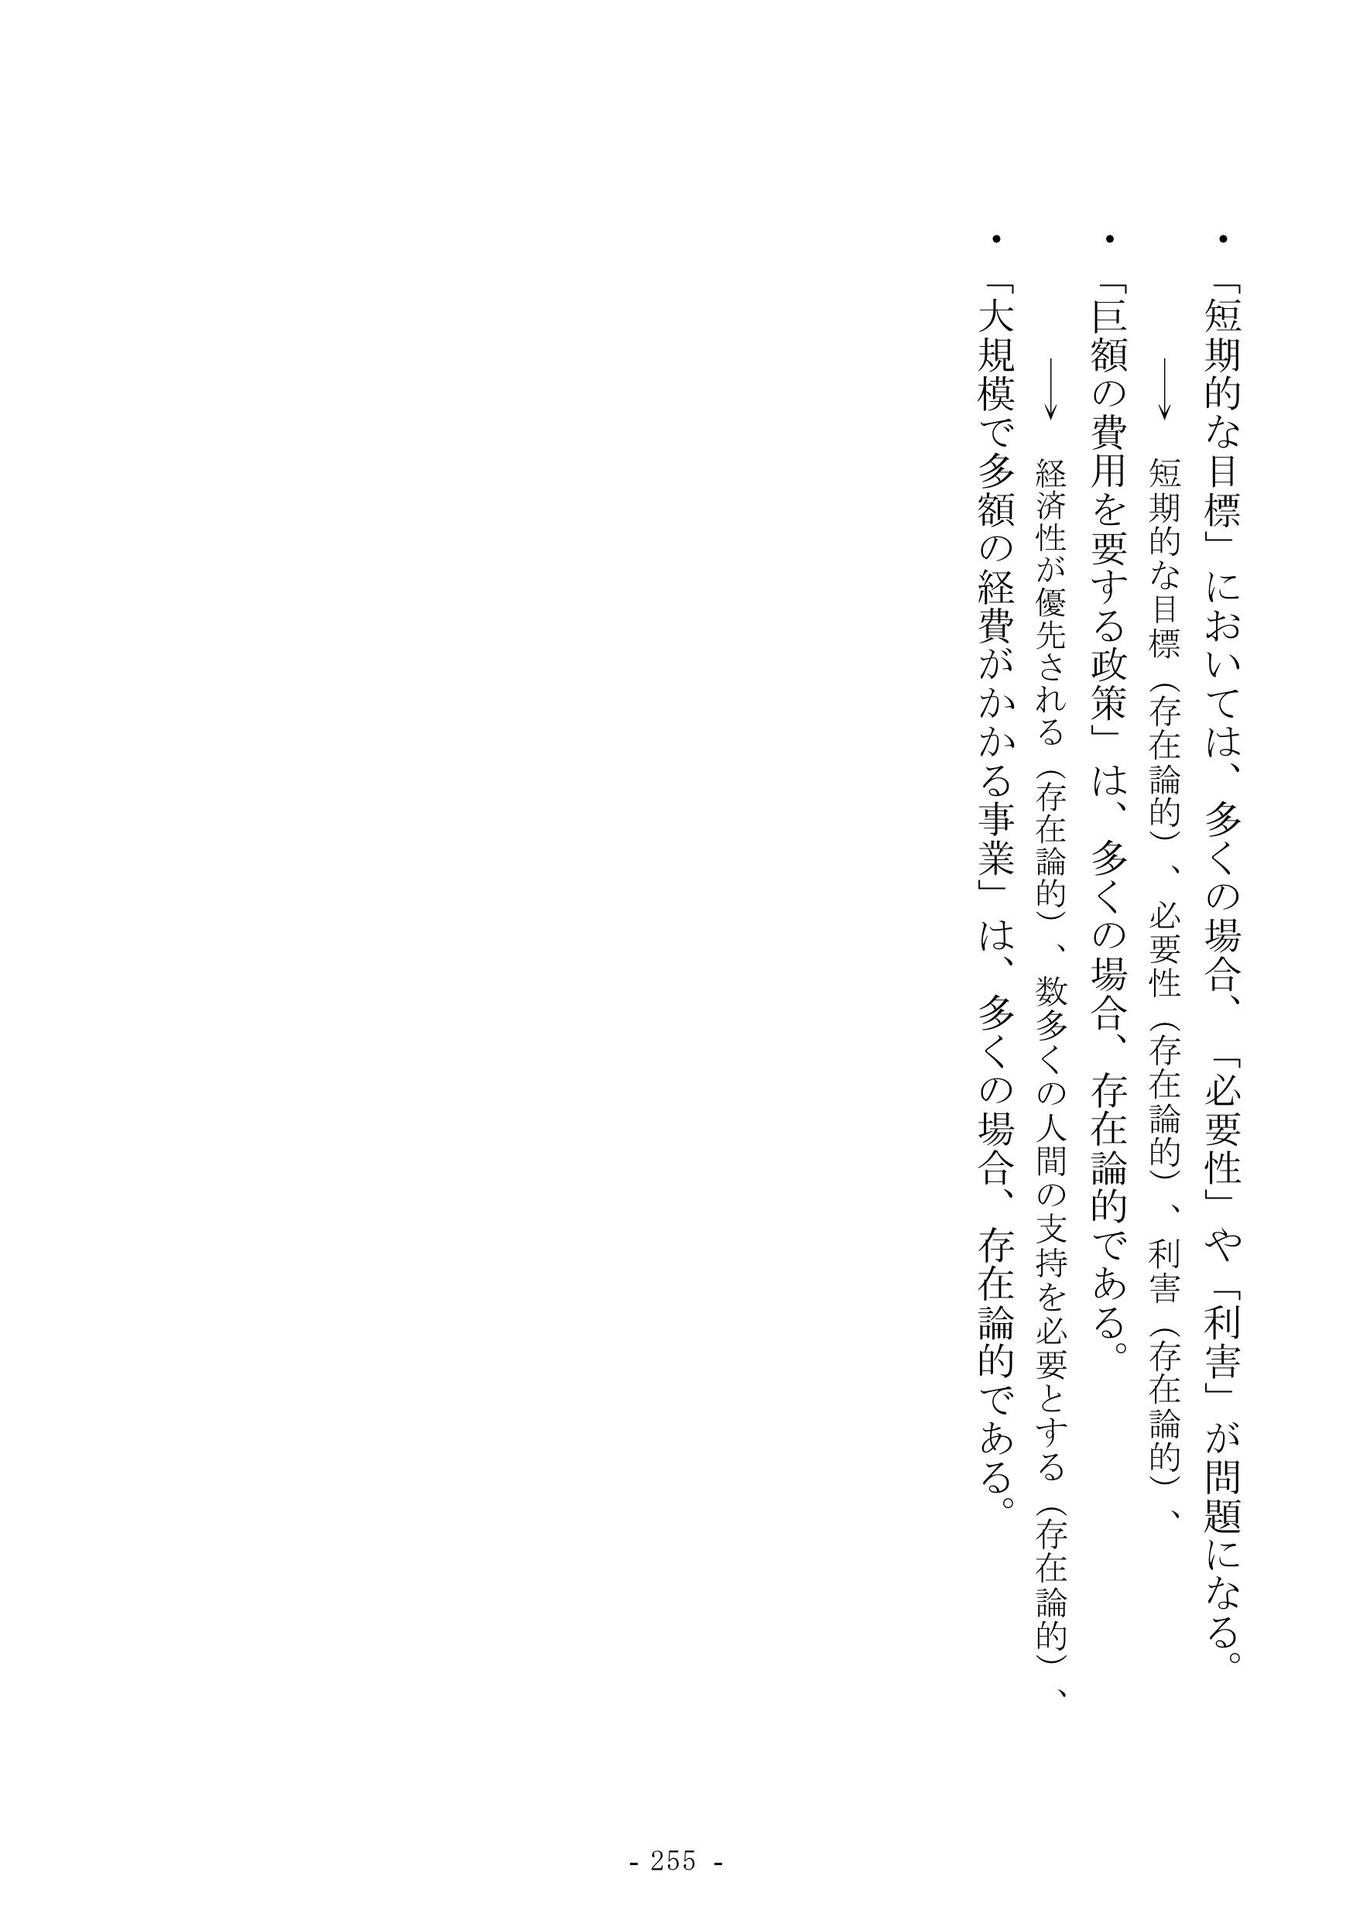 ・「短期的な目標」においては、多くの場合、「必要性」や「利害」が問題になる。
→ 短期的な目標（存在論的）、必要性（存在論的）、利害（存在論的）、
・「巨額の費用を要する政策」は、多くの場合、存在論的である。
→ 経済性が優先される（存在論的）、数多くの人間の支持を必要とする（存在論的）、
・「大規模で多額の経費がかかる事業」は、多くの場合、存在論的である。
- 255 -